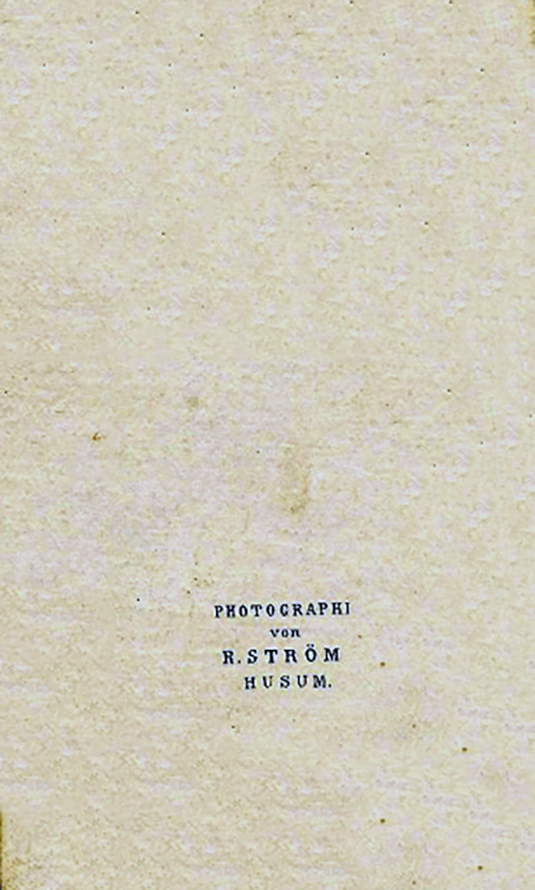 PHOTOGRAPHI
von
R. STRÖM
HUSUM.